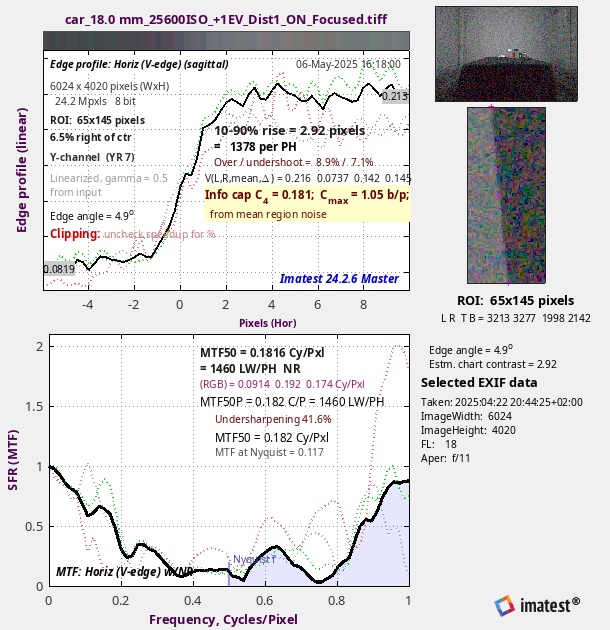 car_18.0 mm_25600ISO_+1EV_Dist1_ON_Focused.tiff
Edge profile: Horiz (V-edge) (sagittal)
06-May-2025 16:18:00
6024 x 4020 pixels (WxH)
24.2 Mpxls 8 bit
ROI: 65x145 pixels
6.5% right of ctr
Y-channel (YR 7)
Linearized, gamma = 0.5
from input
Edge angle = 4.9°
Clipping: uncheck speedup for %
0.213
10-90% rise = 2.92 pixels
= 1378 per PH
Over / undershoot = 8.9% / 7.1%
V(L,R,mean,Δ) = 0.216 0.0737 0.142 0.145
Info cap C4 = 0.181; Cmax = 1.05 b/p;
from mean region noise
0.0819
Imatest 24.2.6 Master
Edge profile (linear)
-4 -2 0 2 4 6 8
Pixels (Hor)
ROI: 65x145 pixels
L R T B = 3213 3277 1998 2142
Edge angle = 4.9°
Estm. chart contrast = 2.92
Selected EXIF data
Taken: 2025:04:22 20:44:25+02:00
ImageWidth: 6024
ImageHeight: 4020
FL: 18
Aper: f/11
MTF50 = 0.1816 Cy/Pxl
= 1460 LW/PH NR
(RGB) = 0.0914 0.192 0.174 Cy/Pxl
MTF50P = 0.182 C/P = 1460 LW/PH
Undersharpening 41.6%
MTF50 = 0.182 Cy/Pxl
MTF at Nyquist = 0.117
2
1.5
1
0.5
0
SFR (MTF)
Nyquist f
MTF: Horiz (V-edge) w/NR
0 0.2 0.4 0.6 0.8 1
Frequency, Cycles/Pixel
imatest®